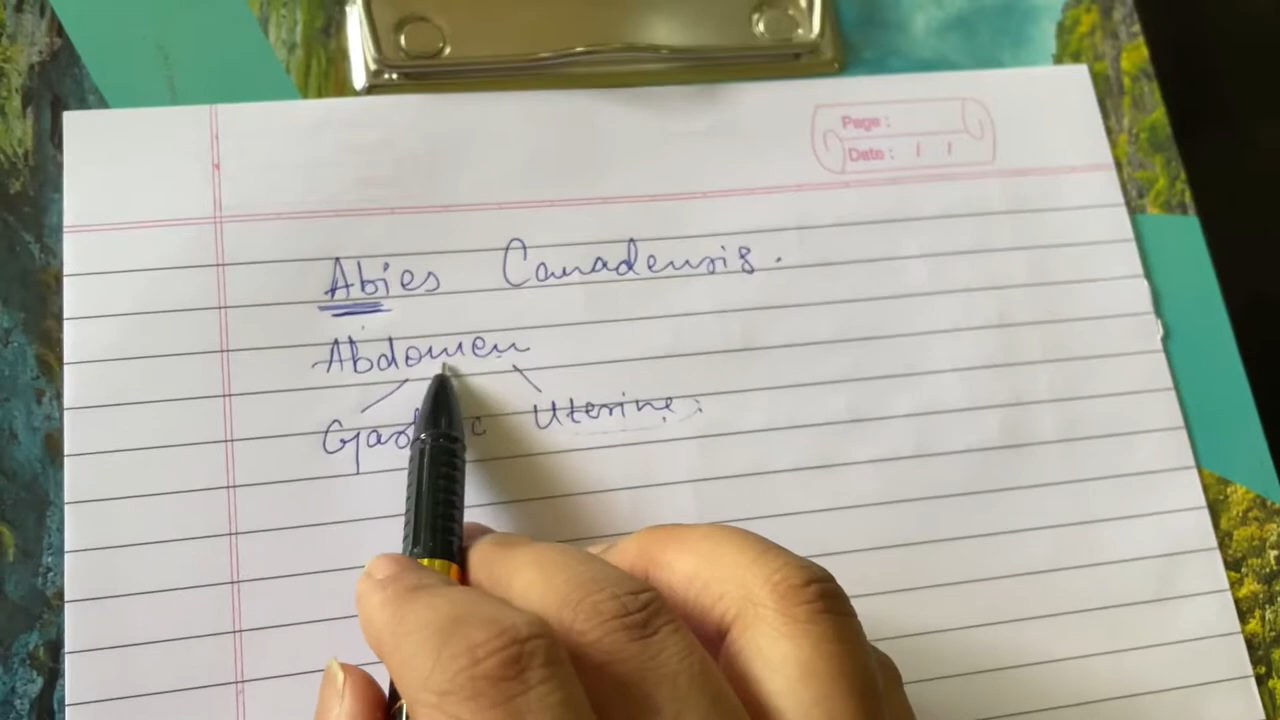 Page :
Date : / /
Abies Canadensis.
Abdomen
Uterine.